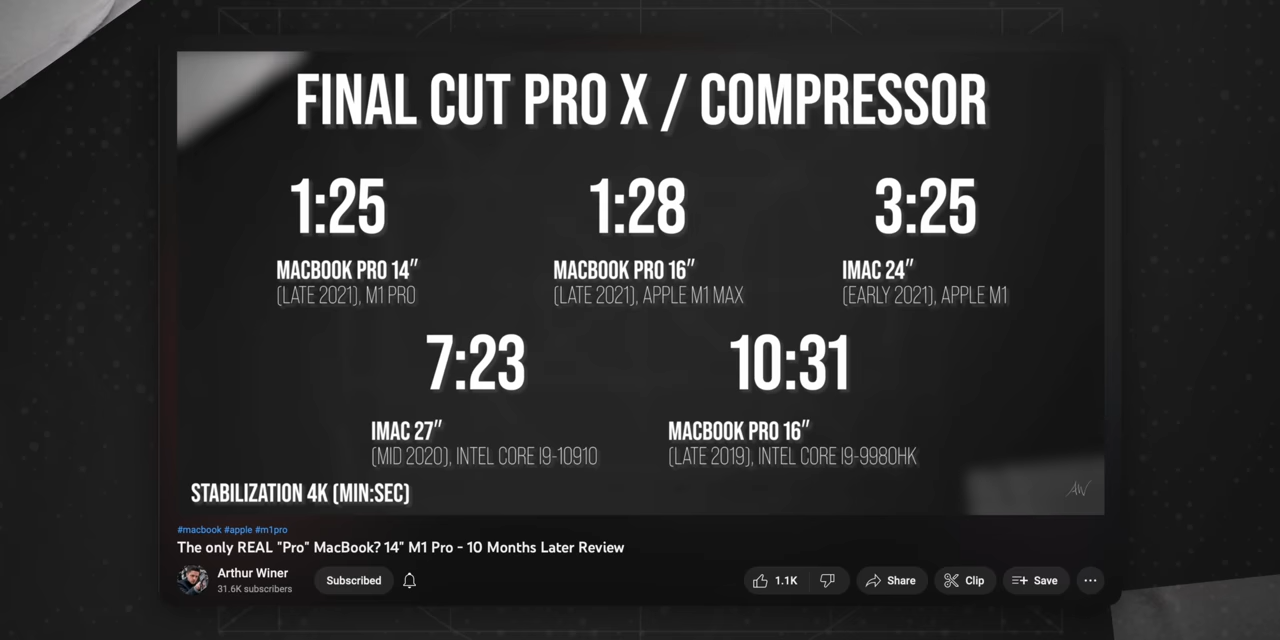 FINAL CUT PRO X / COMPRESSOR
1:25
MACBOOK PRO 14"
(LATE 2021), M1 PRO
1:28
MACBOOK PRO 16"
(LATE 2021), APPLE M1 MAX
3:25
IMAC 24"
(EARLY 2021), APPLE M1
7:23
IMAC 27"
(MID 2020), INTEL CORE I9-10910
10:31
MACBOOK PRO 16"
(LATE 2019), INTEL CORE I9-9980HK
STABILIZATION 4K (MIN:SEC)
AW
#macbook #apple #m1pro
The only REAL "Pro" MacBook? 14" M1 Pro - 10 Months Later Review
Arthur Winer
31.6K subscribers
Subscribed
1.1K
Share
Clip
Save